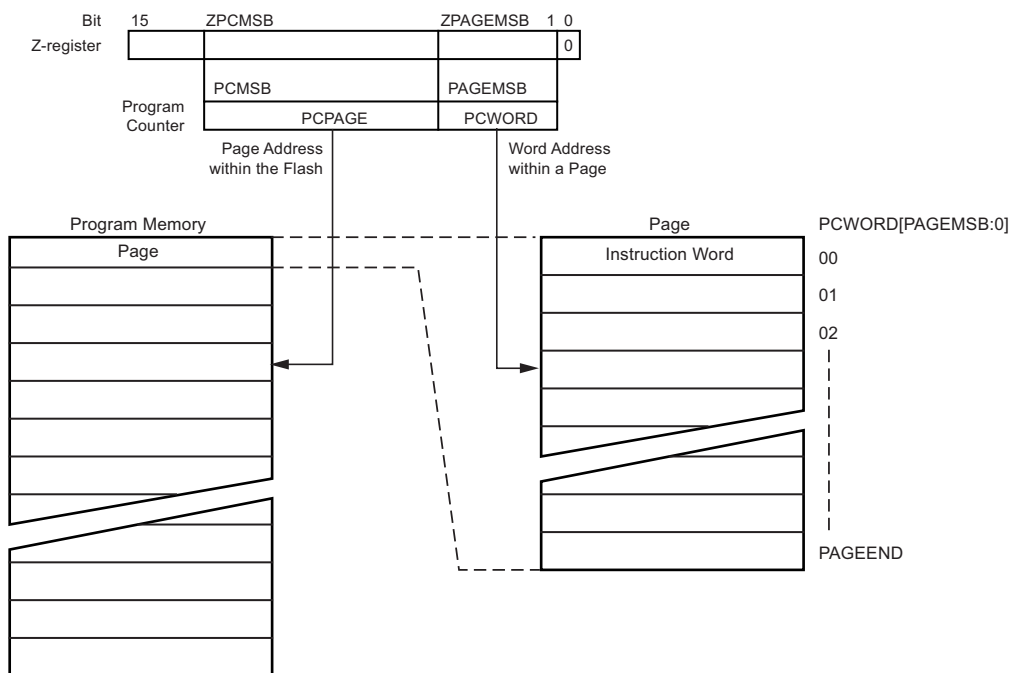 Bit 15 ZPCMSB ZPAGEMSB 1 0
Z-register 0
PCMSB PAGEMSB
Program
Counter
PCPAGE PCWORD
Page Address
within the Flash
Word Address
within a Page
Program Memory
Page
Page
Instruction Word
PCWORD[PAGEMSB:0]
00
01
02
PAGEEND